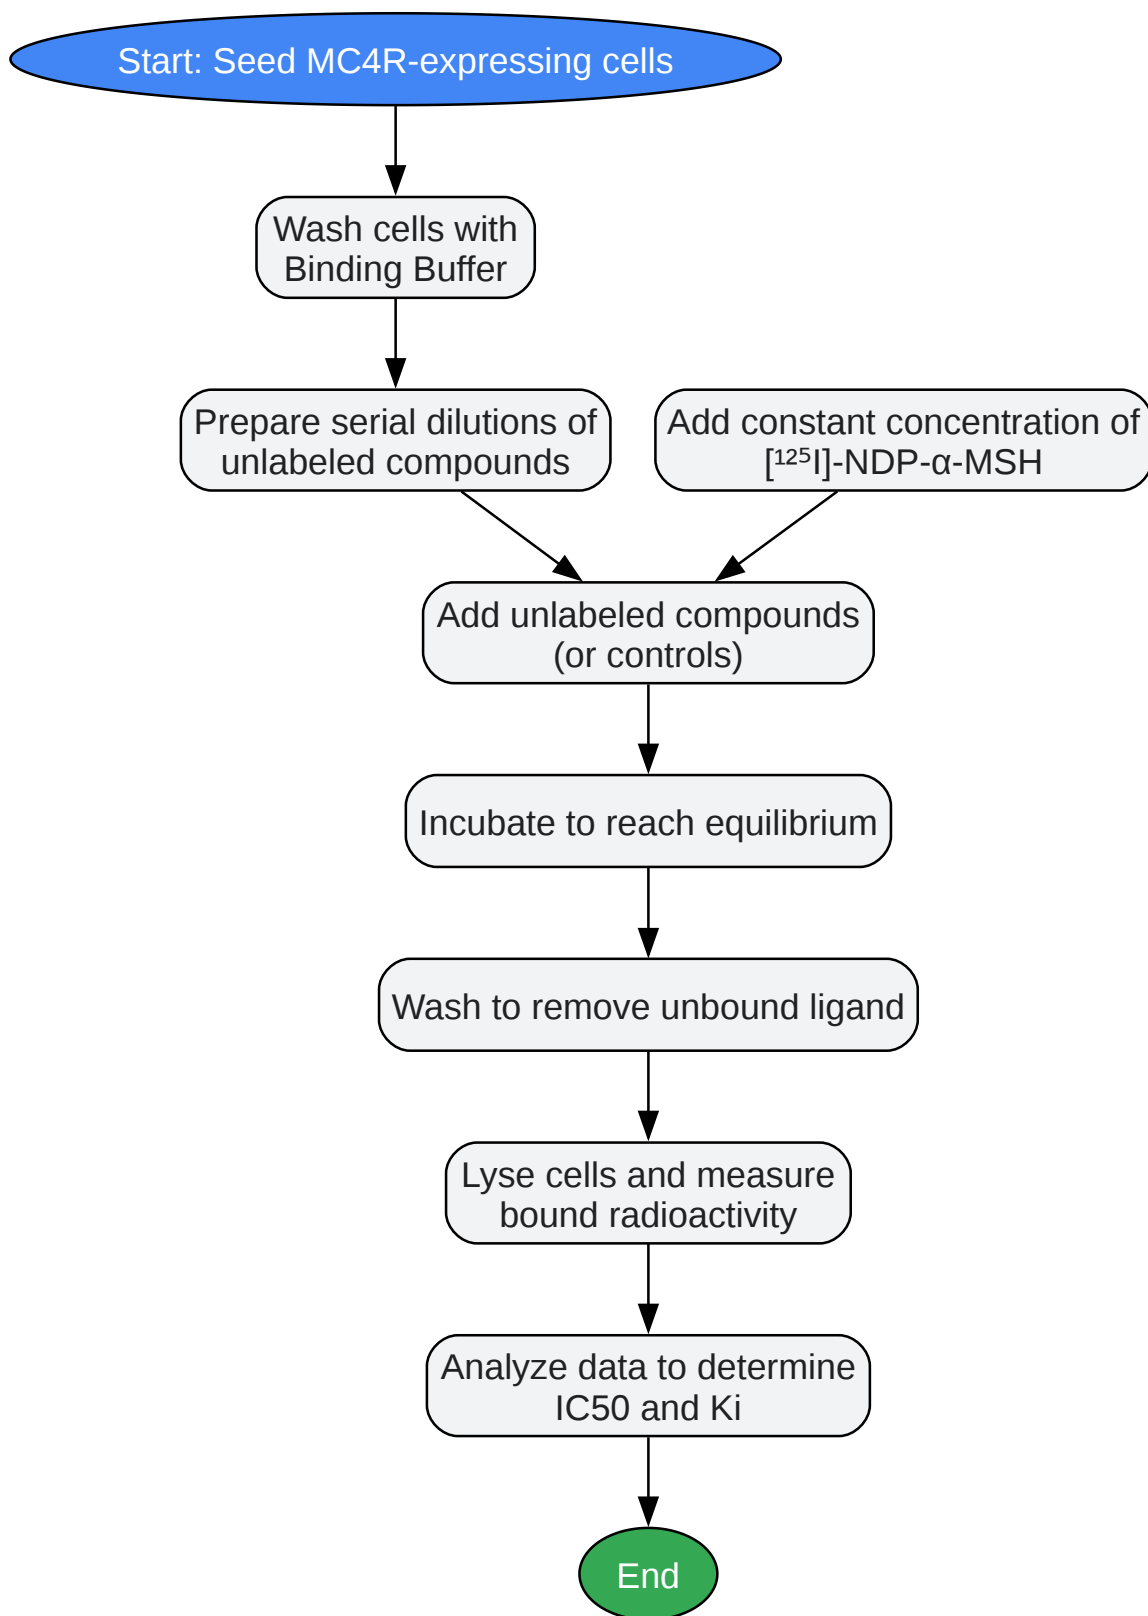 Start: Seed MC4R-expressing cells
Wash cells with
Binding Buffer
Prepare serial dilutions of
unlabeled compounds
Add constant concentration of
[¹²⁵I]-NDP-α-MSH
Add unlabeled compounds
(or controls)
Incubate to reach equilibrium
Wash to remove unbound ligand
Lyse cells and measure
bound radioactivity
Analyze data to determine
IC50 and Ki
End